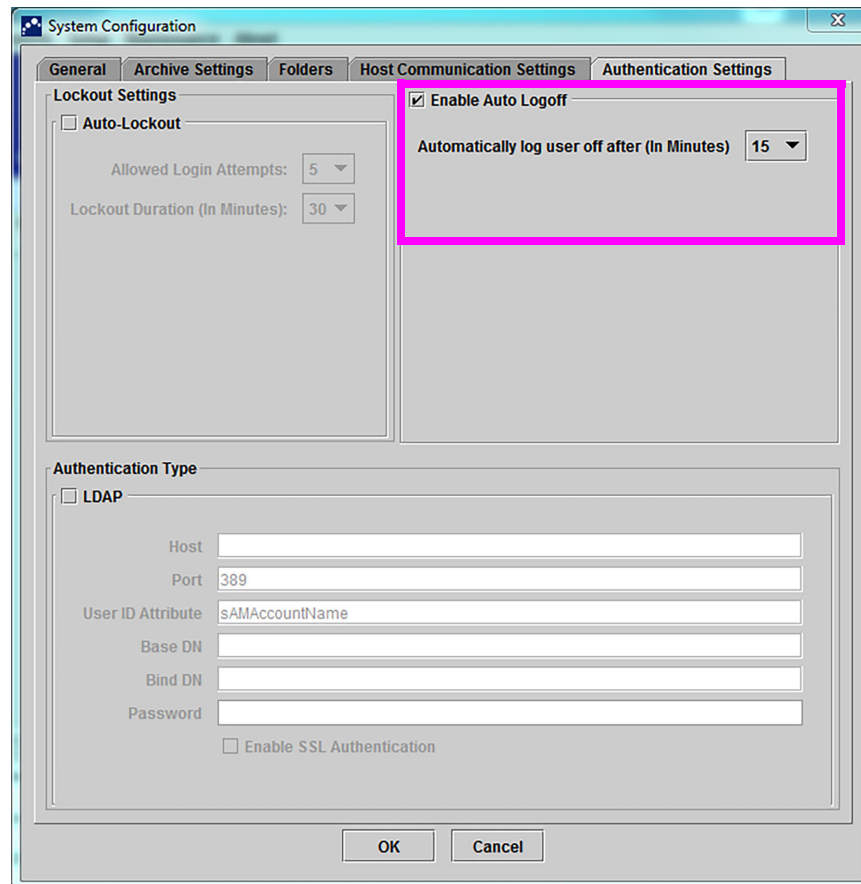 System Configuration
General Archive Settings Folders Host Communication Settings Authentication Settings
Lockout Settings
Auto-Lockout
Allowed Login Attempts: 5
Lockout Duration (In Minutes): 30
Enable Auto Logoff
Automatically log user off after (In Minutes) 15
Authentication Type
LDAP
Host
Port 389
User ID Attribute sAMAccountName
Base DN
Bind DN
Password
Enable SSL Authentication
OK Cancel